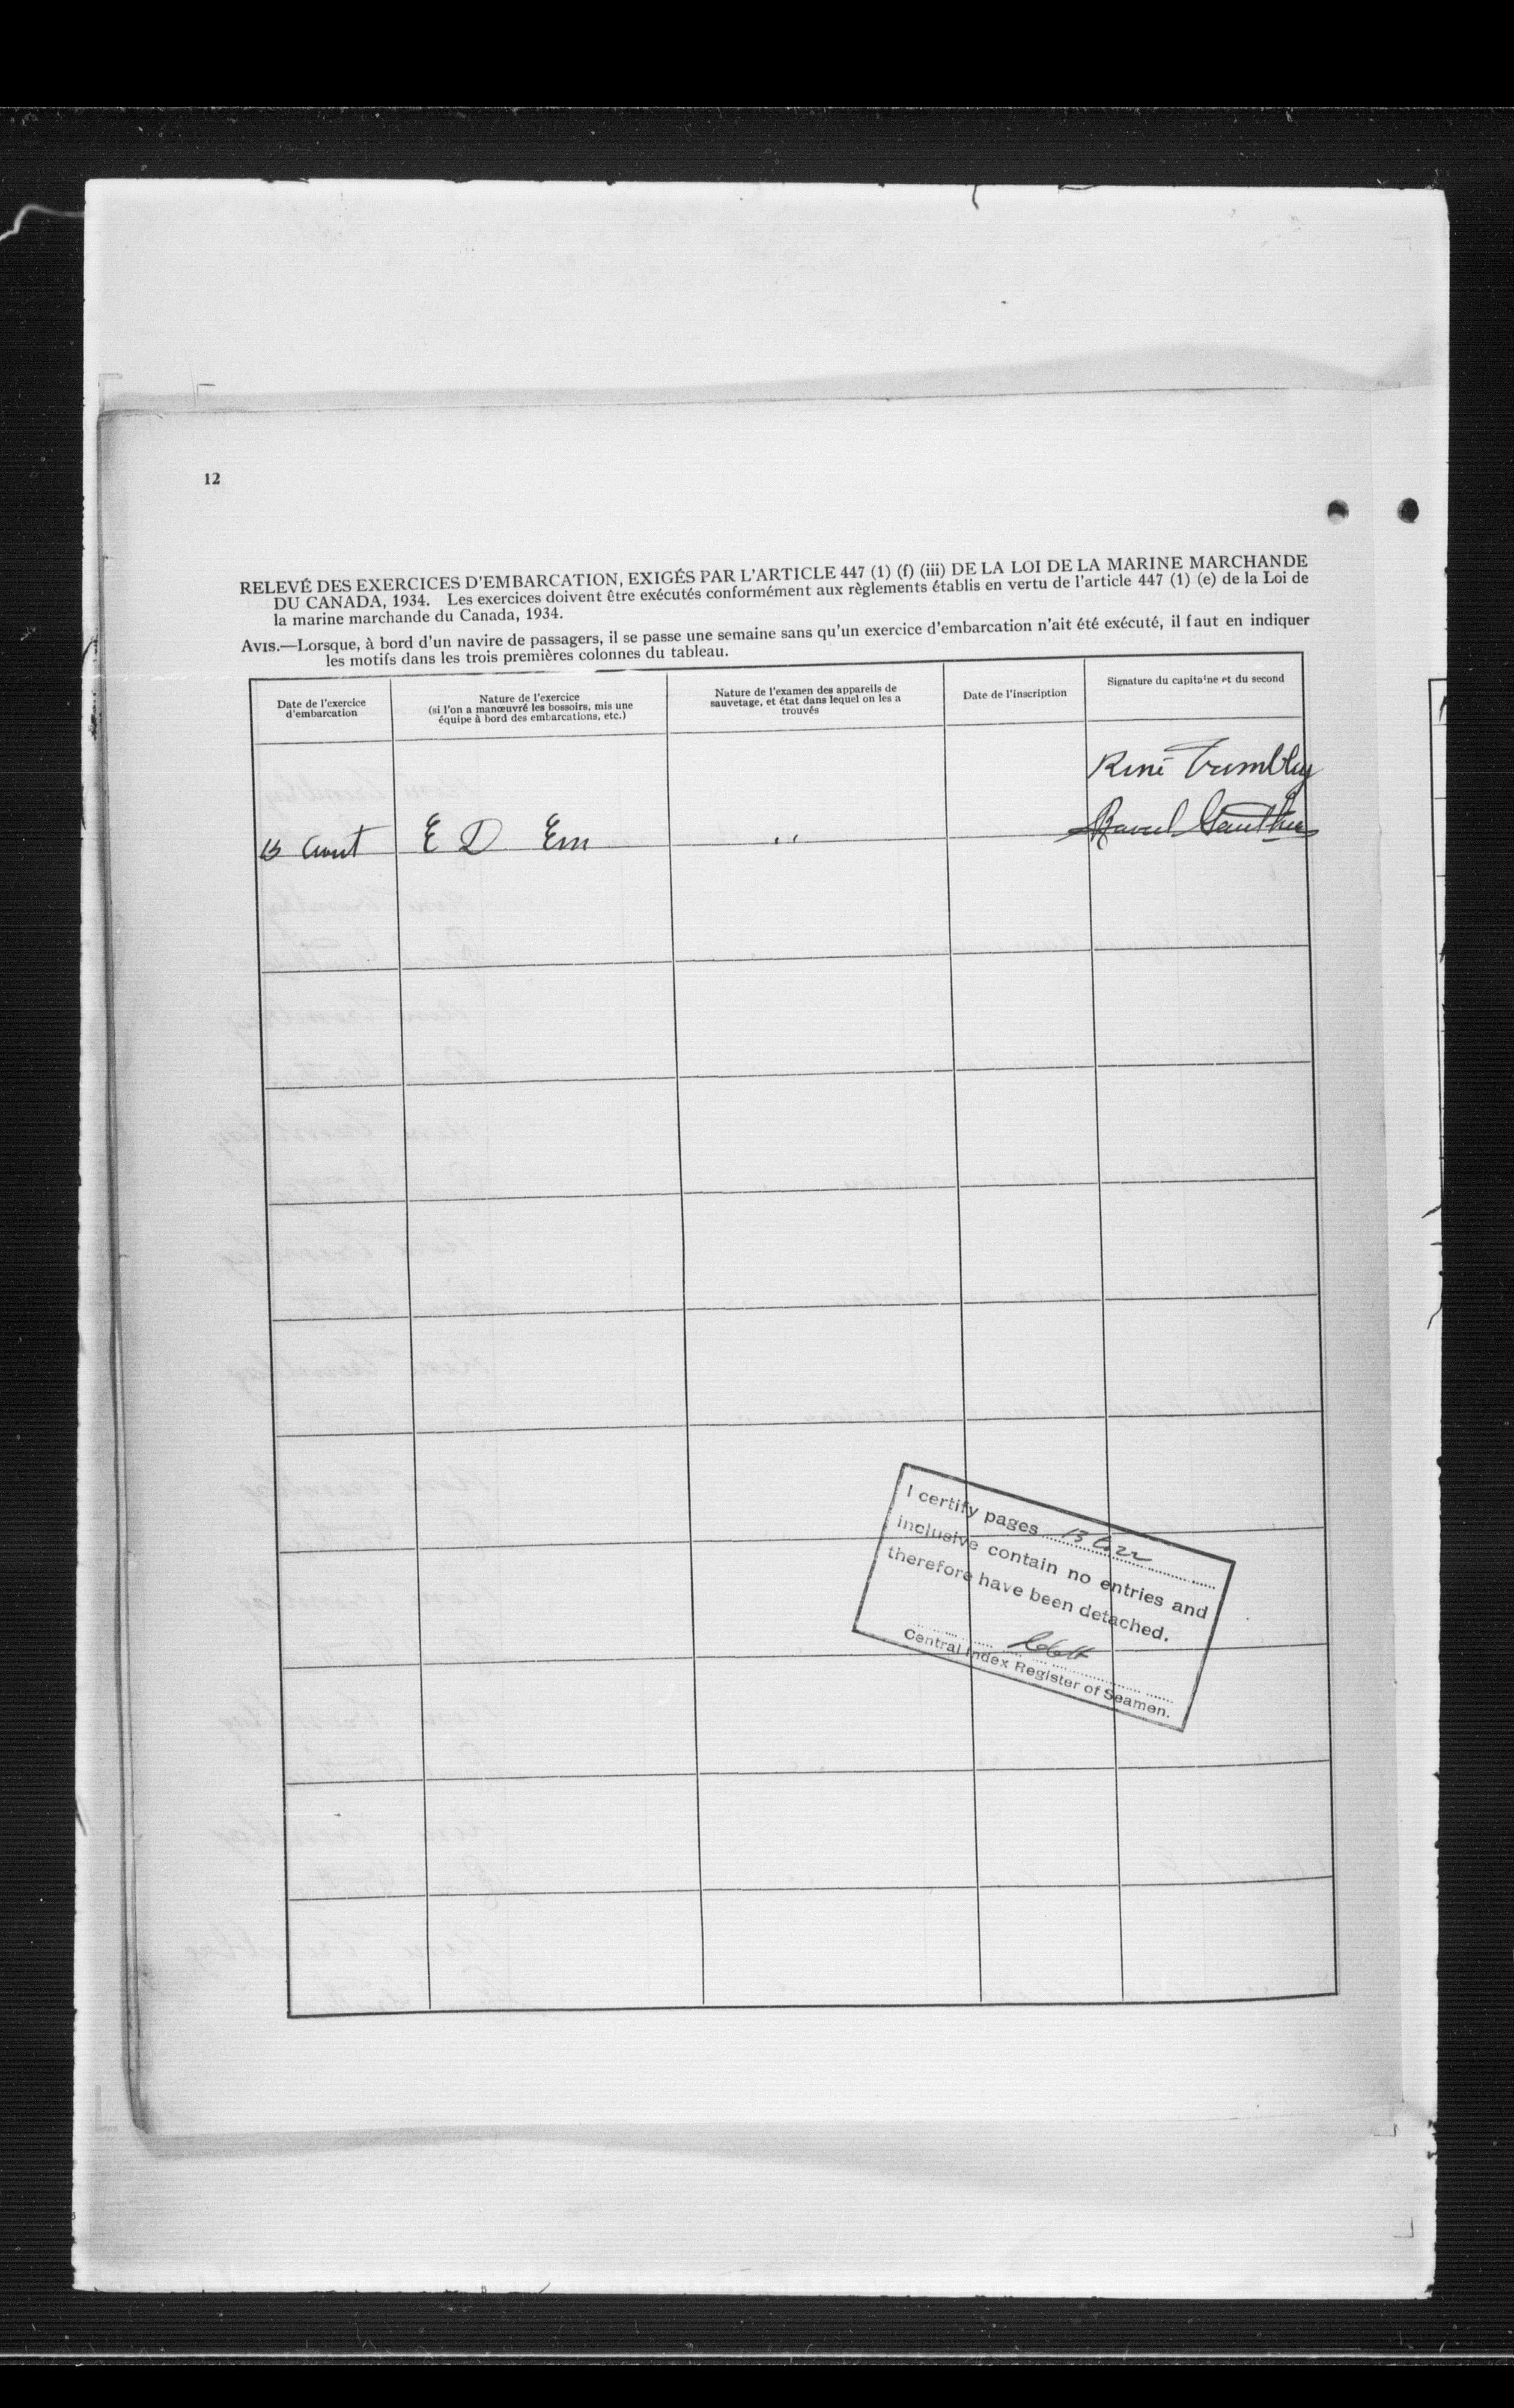 12
RELEVÉ DES EXERCICES D'EMBARCATION, EXIGÉS PAR L'ARTICLE 447 (1) (f) (iii) DE LA LOI DE LA MARINE MARCHANDE
DU CANADA, 1934. Les exercices doivent être exécutés conformément aux règlements établis en vertu de l'article 447 (1) (e) de la Loi de
la marine marchande du Canada, 1934.
AVIS.—Lorsque, à bord d'un navire de passagers, il se passe une semaine sans qu'un exercice d'embarcation n'ait été exécuté, il faut en indiquer
les motifs dans les trois premières colonnes du tableau.
Date de l'exercice
d'embarcation
Nature de l'exercice
(si l'on a manœuvré les bossoirs, mis une
équipe à bord des embarcations, etc.)
Nature de l'examen des appareils de
sauvetage, et état dans lequel on les a
trouvés
Date de l'inscription
Signature du capitaine et du second
René Tremblay
15 Aout E D Em ,, Raoul Gauthier
I certify pages 13 to 22
inclusive contain no entries and
therefore have been detached.
Central Index Register of Seamen.